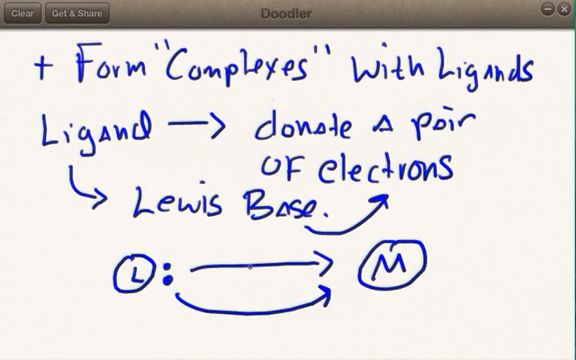 Clear Get & Share Doodler
+ Form "Complexes" with Ligands
Ligand → donate a pair
OF electrons
Lewis Base.
L : → M